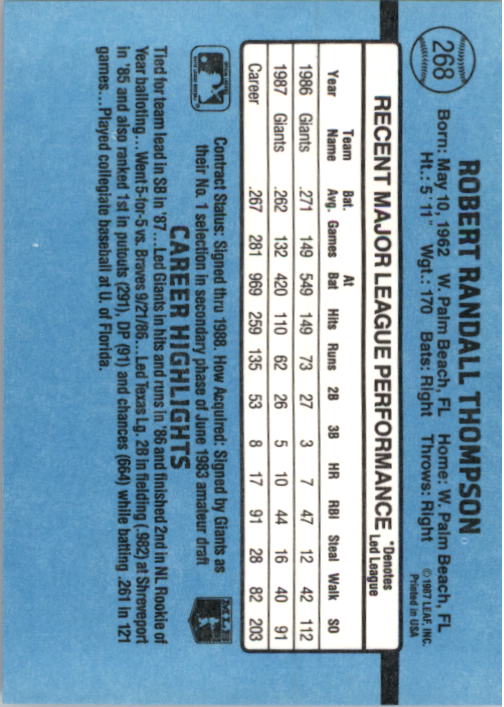 268
ROBERT RANDALL THOMPSON
Born: May 10, 1962 W. Palm Beach, FL Home: W. Palm Beach, FL
Ht.: 5'11" Wgt.: 170 Bats: Right Throws: Right
© 1987 LEAF, INC.
Printed in USA
RECENT MAJOR LEAGUE PERFORMANCE *Denotes Led League
Year Team Name Bat. Avg. Games At Bat Hits Runs 2B 3B HR RBI Steal Walk SO
1986 Giants .271 149 549 149 73 27 3 7 47 12 42 112
1987 Giants .262 132 420 110 62 26 5 10 44 16 40 91
Career .267 281 969 259 135 53 8 17 91 28 82 203
Contract Status: Signed thru 1988. How Acquired: Signed by Giants as
their No. 1 selection in secondary phase of June 1983 amateur draft
MLB
CAREER HIGHLIGHTS
Tied for team lead in SB in '87...Led Giants in hits and runs in '86 and finished 2nd in NL Rookie of
Year balloting...Went 5-for-5 vs. Braves 9/21/86...Led Texas Lg. 2B in fielding (.982) at Shreveport
in '85 and also ranked 1st in putouts (291), DP (91) and chances (664) while batting .261 in 121
games...Played collegiate baseball at U. of Florida.